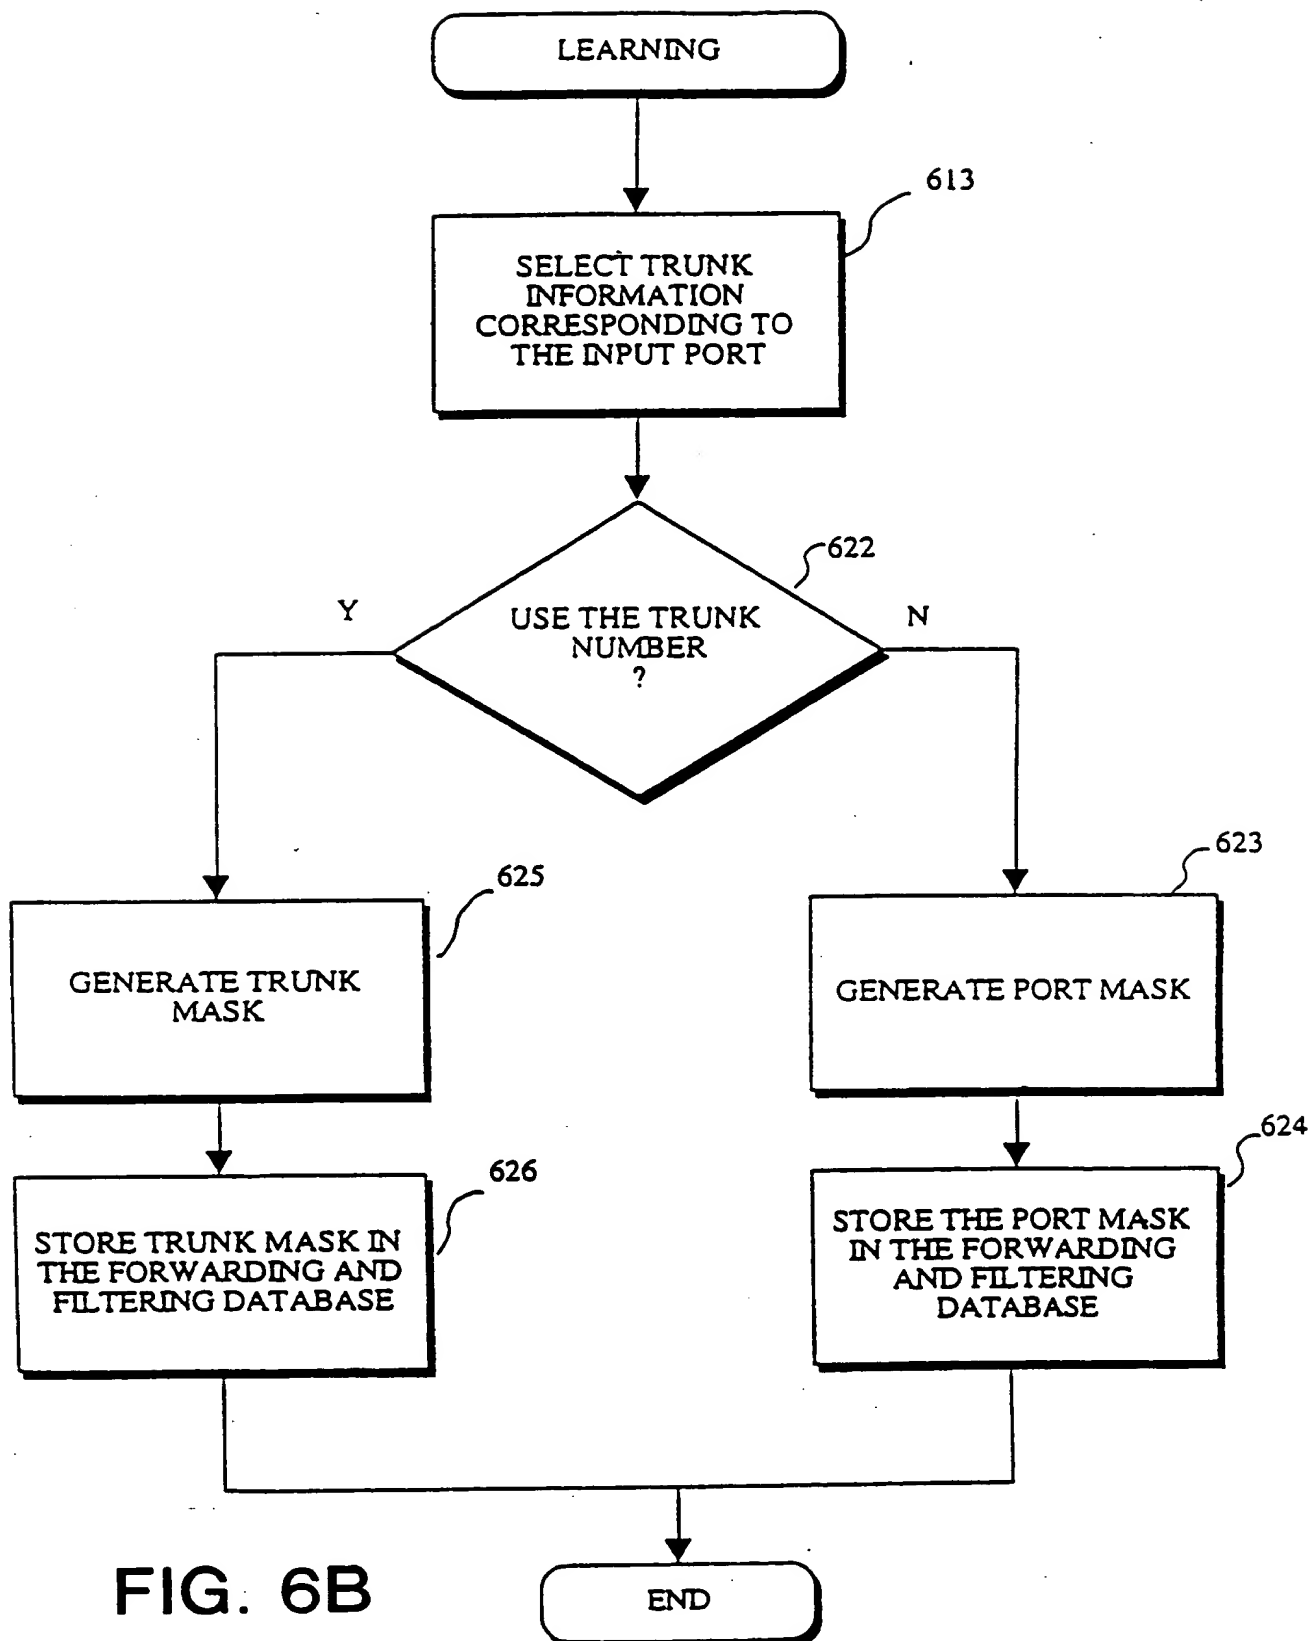 LEARNING
613
SELECT TRUNK
INFORMATION
CORRESPONDING TO
THE INPUT PORT
622
Y
USE THE TRUNK
NUMBER
?
N
625
GENERATE TRUNK
MASK
623
GENERATE PORT MASK
626
STORE TRUNK MASK IN
THE FORWARDING AND
FILTERING DATABASE
624
STORE THE PORT MASK
IN THE FORWARDING
AND FILTERING
DATABASE
FIG. 6B
END